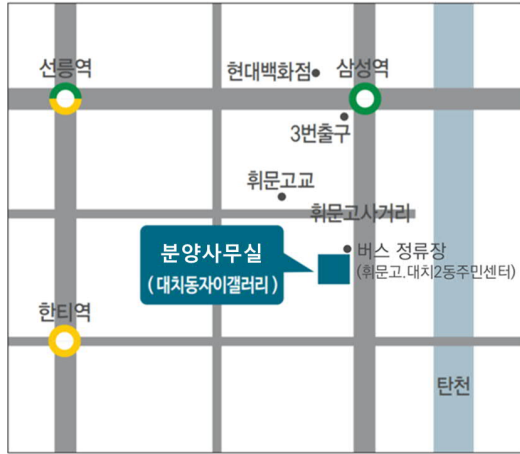 선릉역
현대백화점
삼성역
3번출구
휘문고교
휘문고사거리
분양사무실
(대치동자이갤러리)
버스 정류장
(휘문고.대치2동주민센터)
한티역
탄천